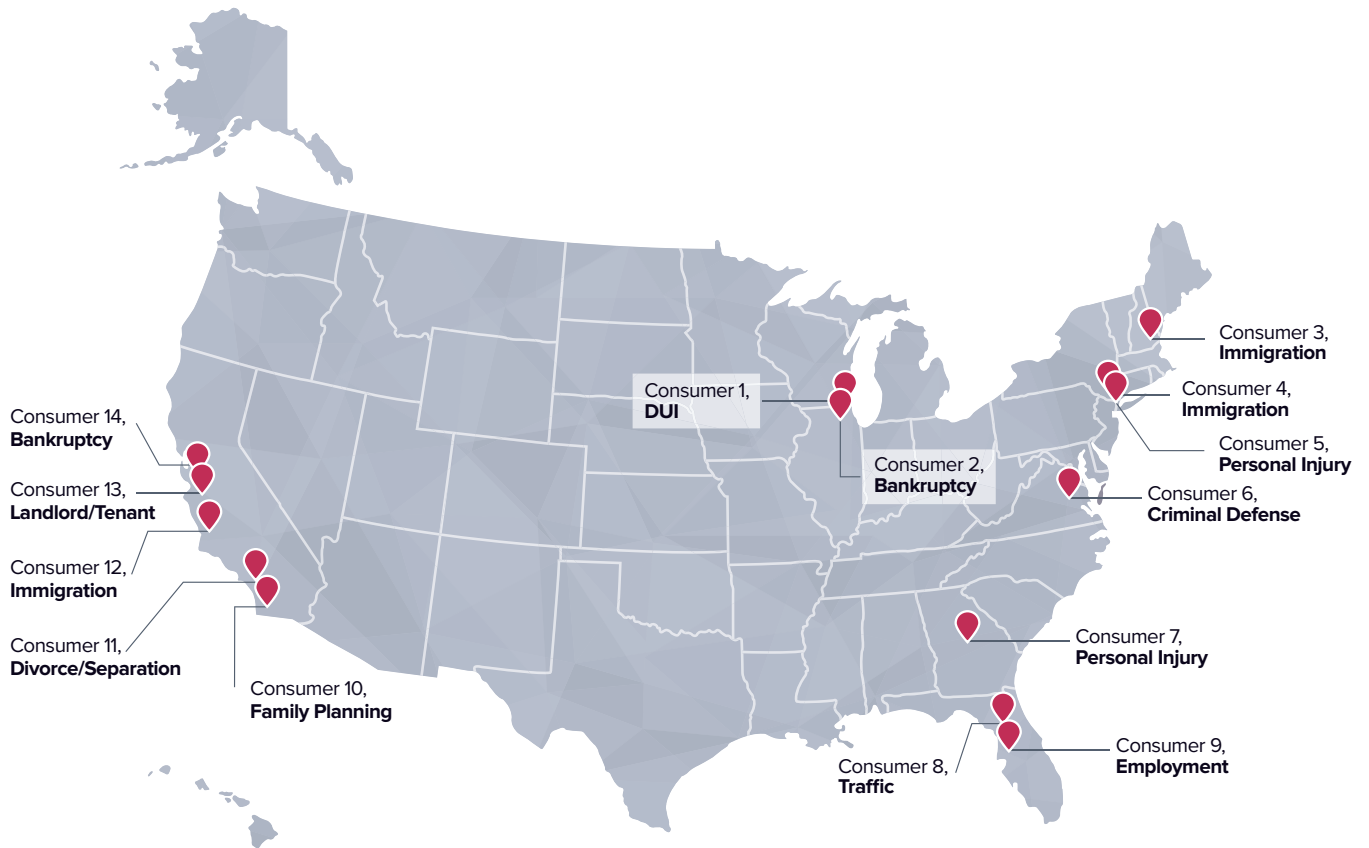 Consumer 1,
DUI
Consumer 2,
Bankruptcy
Consumer 3,
Immigration
Consumer 4,
Immigration
Consumer 5,
Personal Injury
Consumer 6,
Criminal Defense
Consumer 7,
Personal Injury
Consumer 8,
Traffic
Consumer 9,
Employment
Consumer 10,
Family Planning
Consumer 11,
Divorce/Separation
Consumer 12,
Immigration
Consumer 13,
Landlord/Tenant
Consumer 14,
Bankruptcy